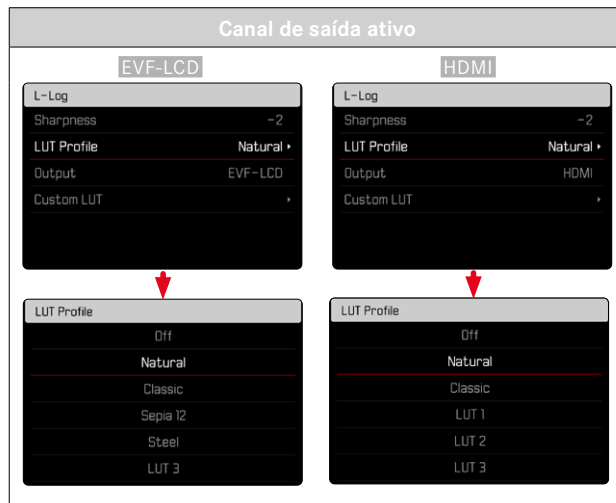 Canal de saída ativo
EVF-LCD
L-Log
Sharpness -2
LUT Profile Natural
Output EVF-LCD
Custom LUT
LUT Profile
Off
Natural
Classic
Sepia 12
Steel
LUT 3
HDMI
L-Log
Sharpness -2
LUT Profile Natural
Output HDMI
Custom LUT
LUT Profile
Off
Natural
Classic
LUT 1
LUT 2
LUT 3